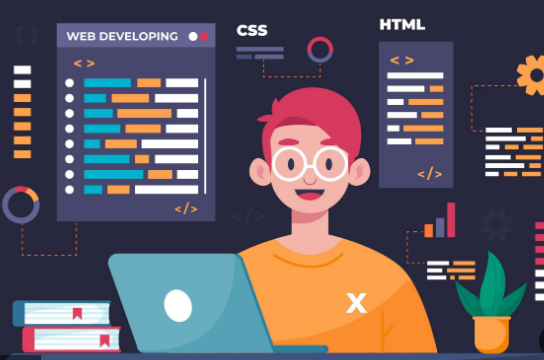 WEB DEVELOPING
CSS
HTML
< >
< >
</>
</>
</>
{ }
X